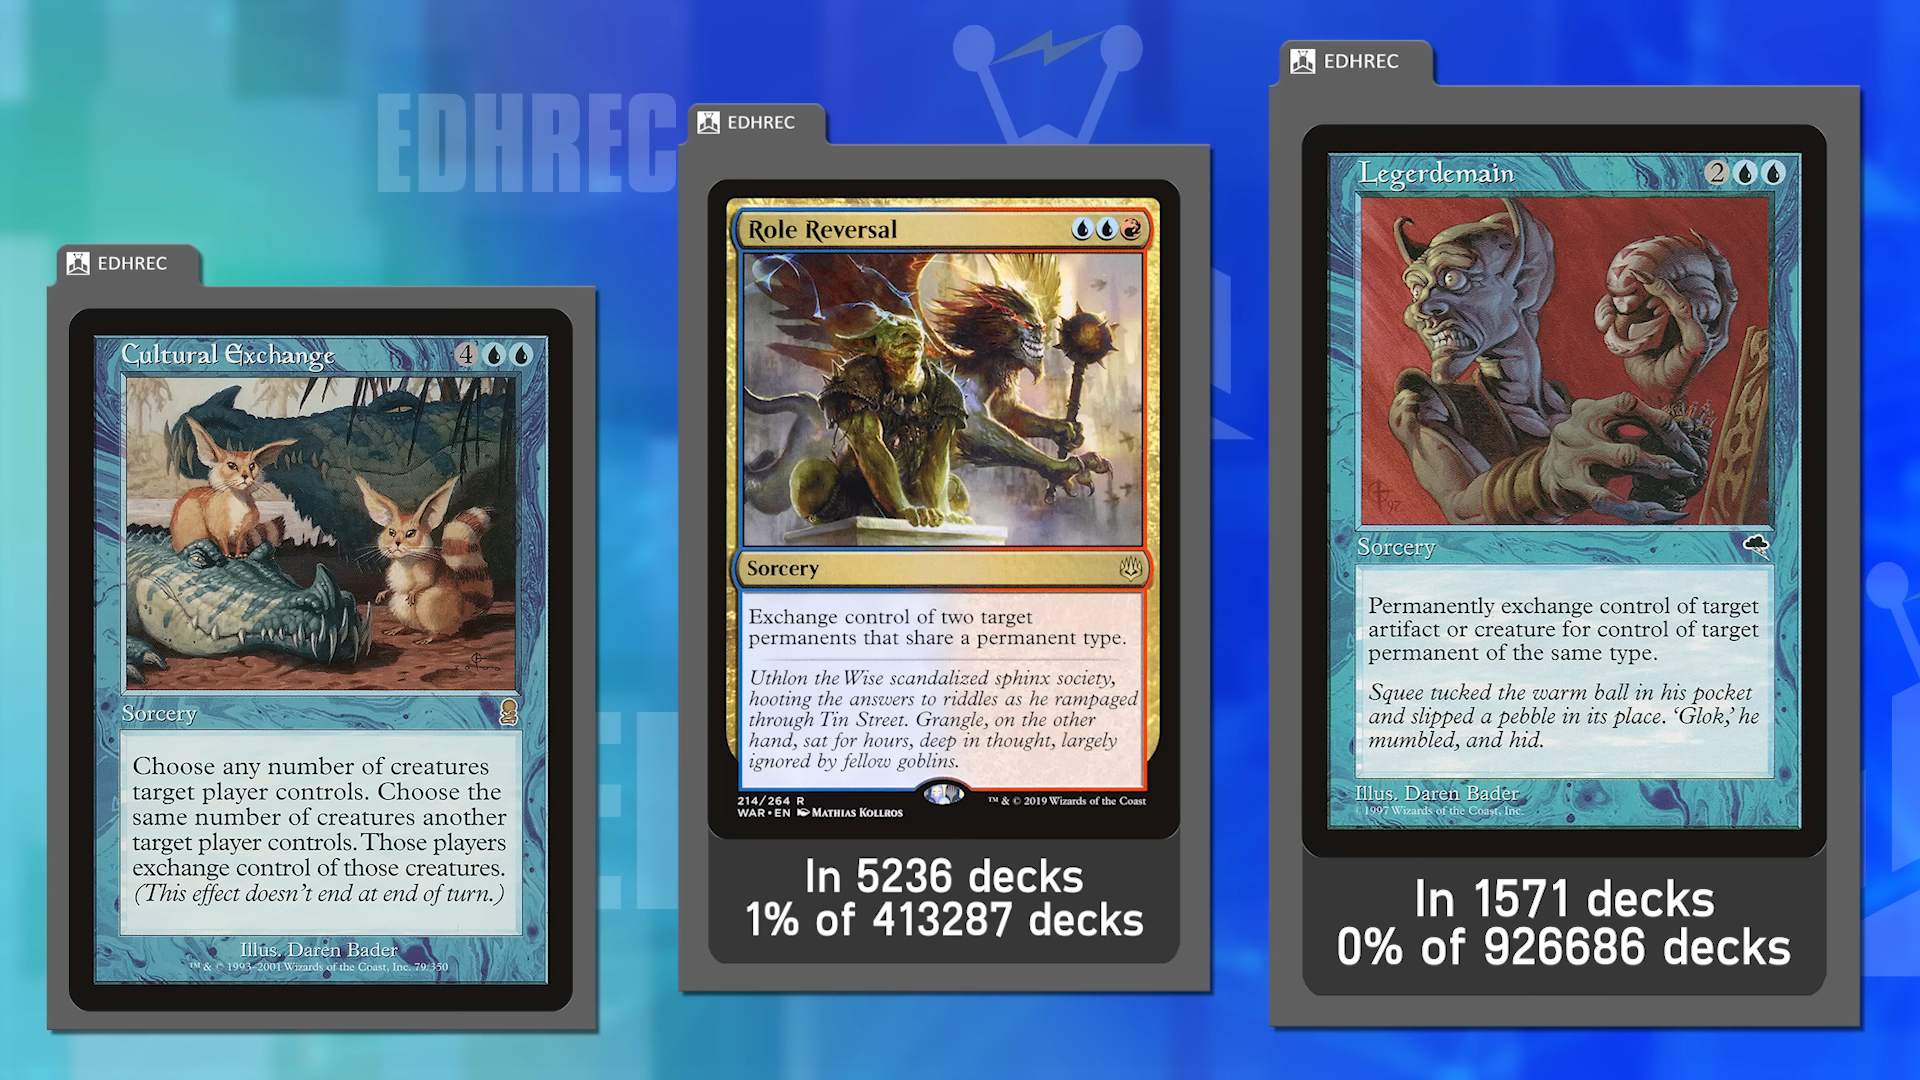 EDHREC
EDHREC
Cultural Exchange 4
Sorcery
Choose any number of creatures
target player controls. Choose the
same number of creatures another
target player controls. Those players
exchange control of those creatures.
(This effect doesn't end at end of turn.)
Illus. Daren Bader
™ & © 1993-2001 Wizards of the Coast, Inc. 79/350
EDHREC
Role Reversal
Sorcery
Exchange control of two target
permanents that share a permanent type.
Uthlon the Wise scandalized sphinx society,
hooting the answers to riddles as he rampaged
through Tin Street. Grangle, on the other
hand, sat for hours, deep in thought, largely
ignored by fellow goblins.
214/264 R
WAR • EN MATHIAS KOLLROS
™ & © 2019 Wizards of the Coast
In 5236 decks
1% of 413287 decks
EDHREC
Legerdemain 2
Sorcery
Permanently exchange control of target
artifact or creature for control of target
permanent of the same type.
Squee tucked the warm ball in his pocket
and slipped a pebble in its place. ‘Glok,’ he
mumbled, and hid.
Illus. Daren Bader
© 1997 Wizards of the Coast, Inc.
In 1571 decks
0% of 926686 decks